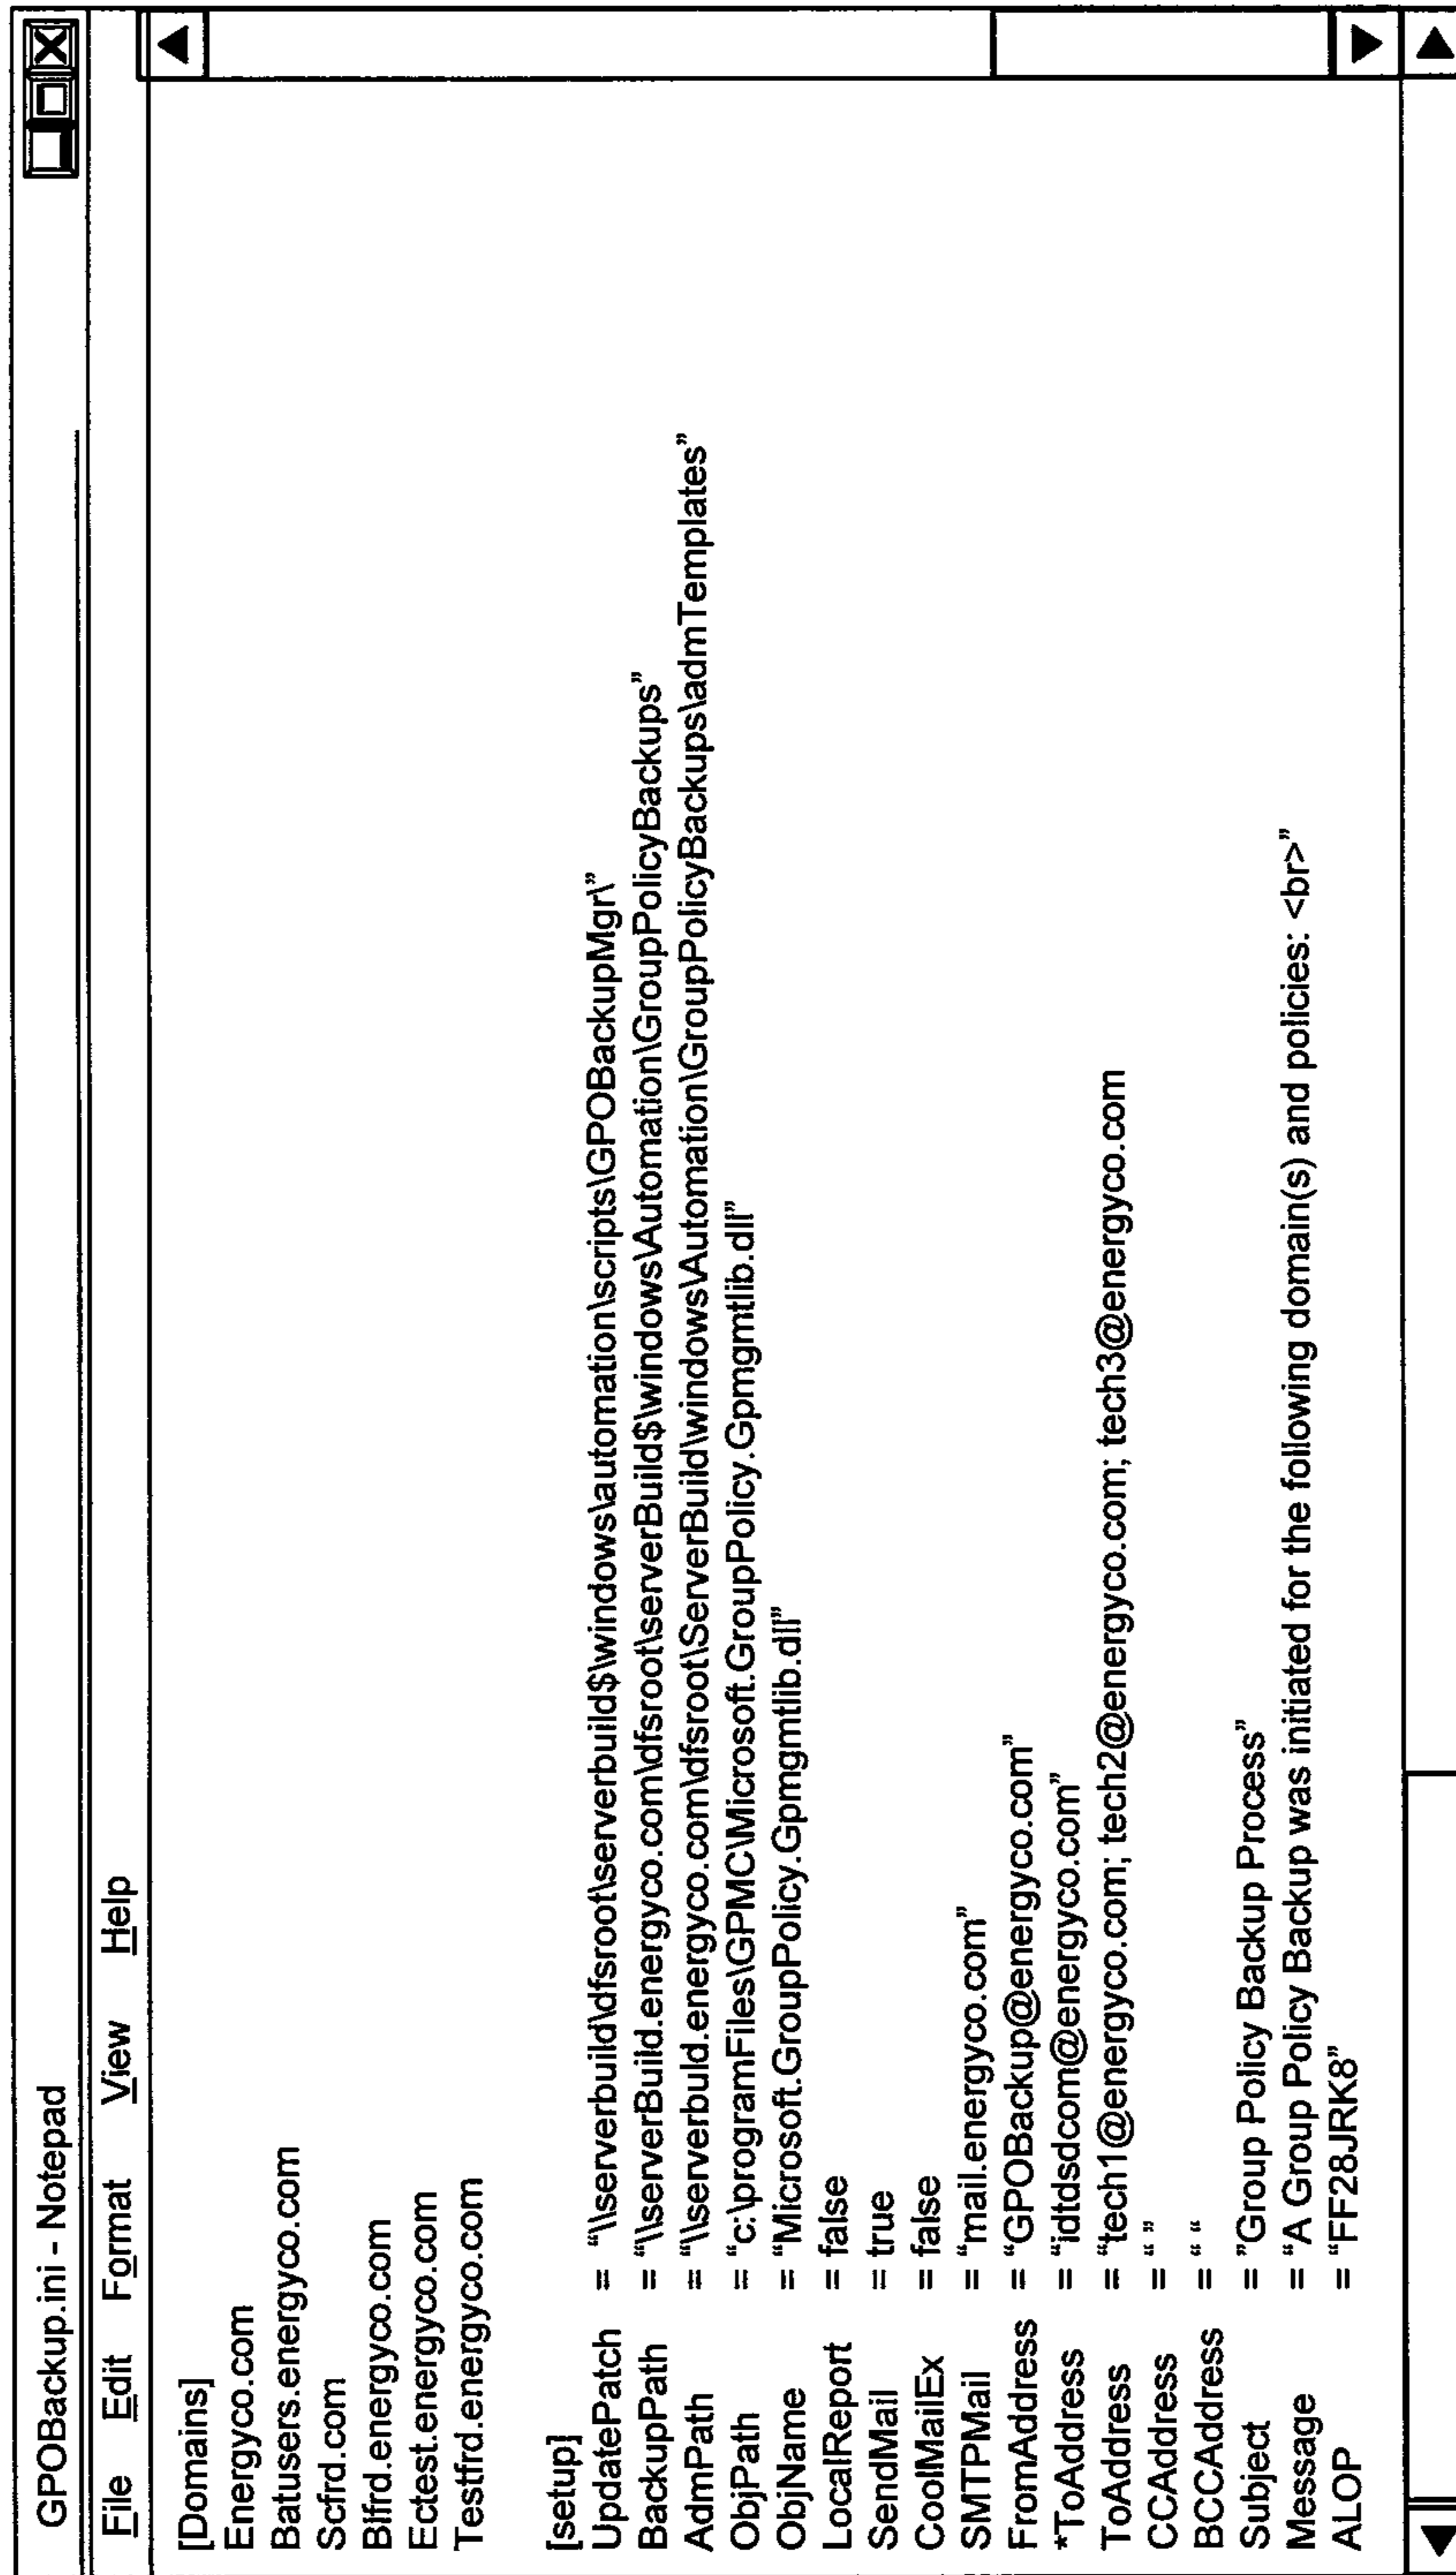 GPOBackup.ini – Notepad
File Edit Format View Help
[Domains]
Energyco.com
Batusers.energyco.com
Scfrd.com
Blfrd.energyco.com
Ectest.energyco.com
Testfrd.energyco.com
[setup]
UpdatePatch = “\\serverbuild\dfsroot\serverbuild$\windows\automation\scripts\GPOBackupMgr\”
BackupPath = “\\serverBuild.energyco.com\dfsroot\serverBuild$\windows\Automation\GroupPolicyBackups”
AdmPath = “\\serverbuld.energyco.com\dfsroot\ServerBuild\windows\Automation\GroupPolicyBackups\admTemplates”
ObjPath = “c:\programFiles\GPMC\Microsoft.GroupPolicy.Gpmgmtlib.dll”
ObjName = “Microsoft.GroupPolicy.Gpmgmtlib.dll”
LocalReport = false
SendMail = true
CoolMailEx = false
SMTPMail = “mail.energyco.com”
FromAddress = “GPOBackup@energyco.com”
*ToAddress = “idtdsdcom@energyco.com”
ToAddress = “tech1@energyco.com; tech2@energyco.com; tech3@energyco.com
CCAddress = “ ”
BCCAddress = “ “
Subject = ”Group Policy Backup Process”
Message = “A Group Policy Backup was initiated for the following domain(s) and policies: <br>”
ALOP = “FF28JRK8”